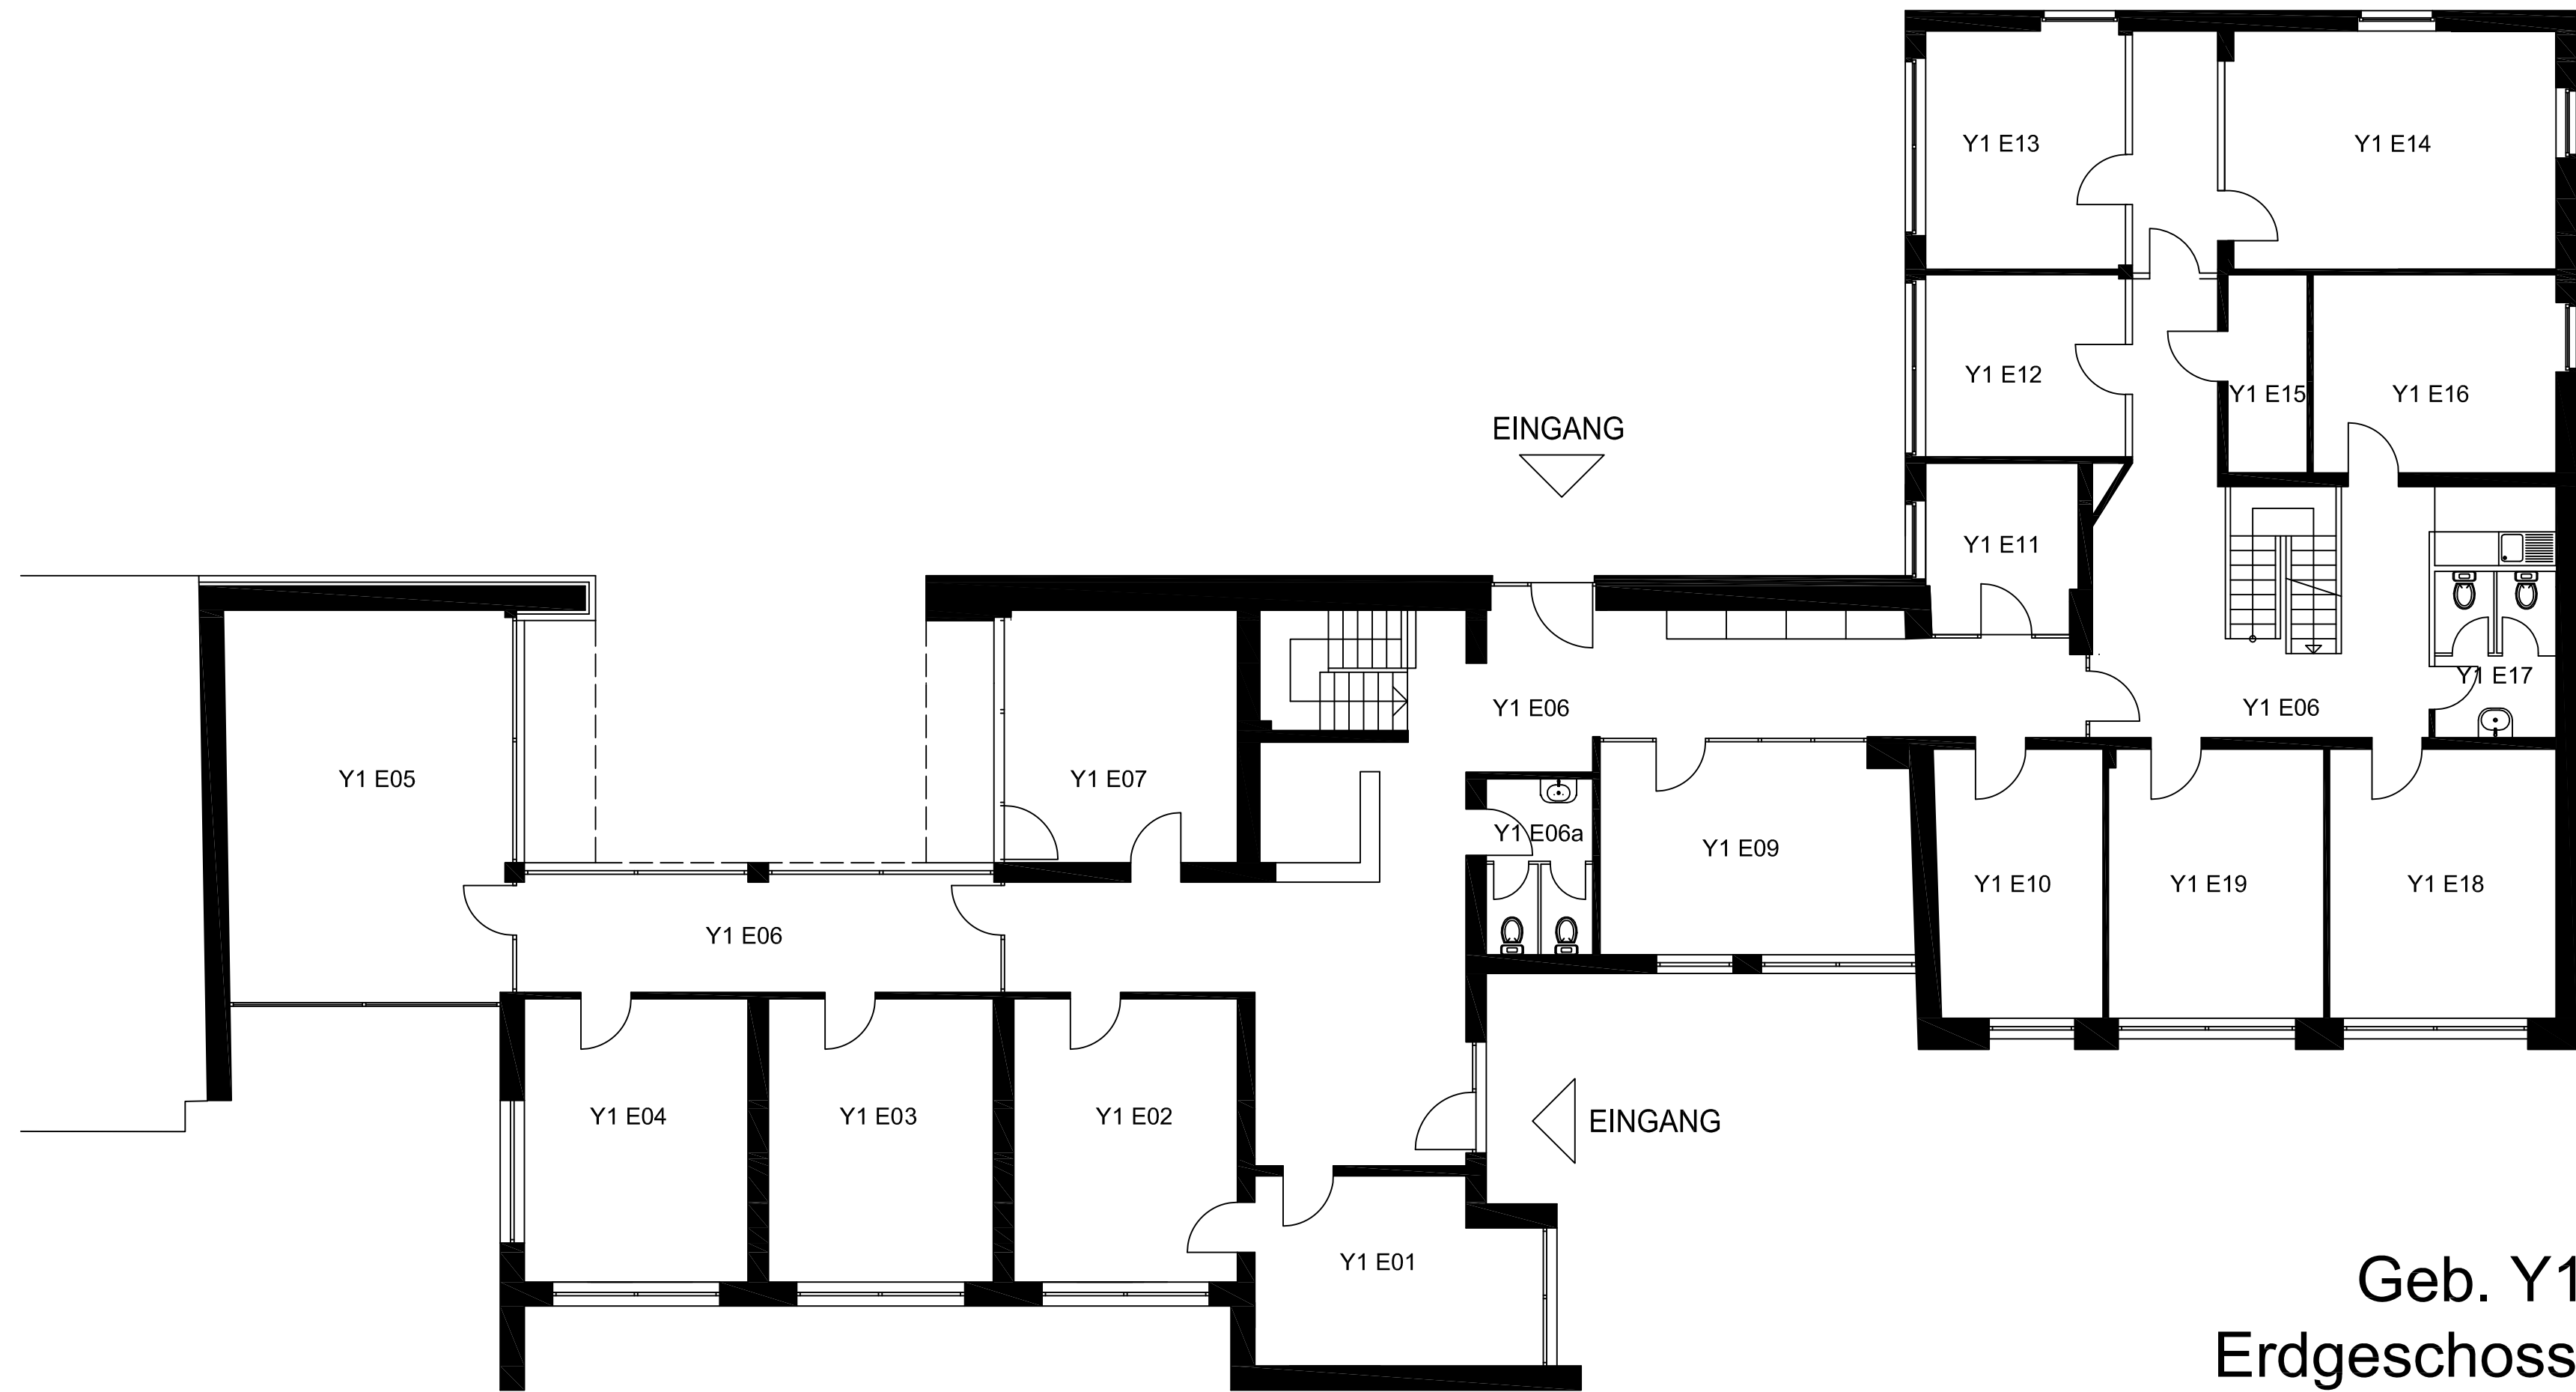 Y1 E13
Y1 E14
Y1 E12
Y1 E15
Y1 E16
EINGANG
Y1 E11
Y1 E17
Y1 E06
Y1 E06
Y1 E05
Y1 E07
Y1 E06a
Y1 E09
Y1 E10
Y1 E19
Y1 E18
Y1 E06
Y1 E04
Y1 E03
Y1 E02
EINGANG
Y1 E01
Geb. Y1
Erdgeschoss